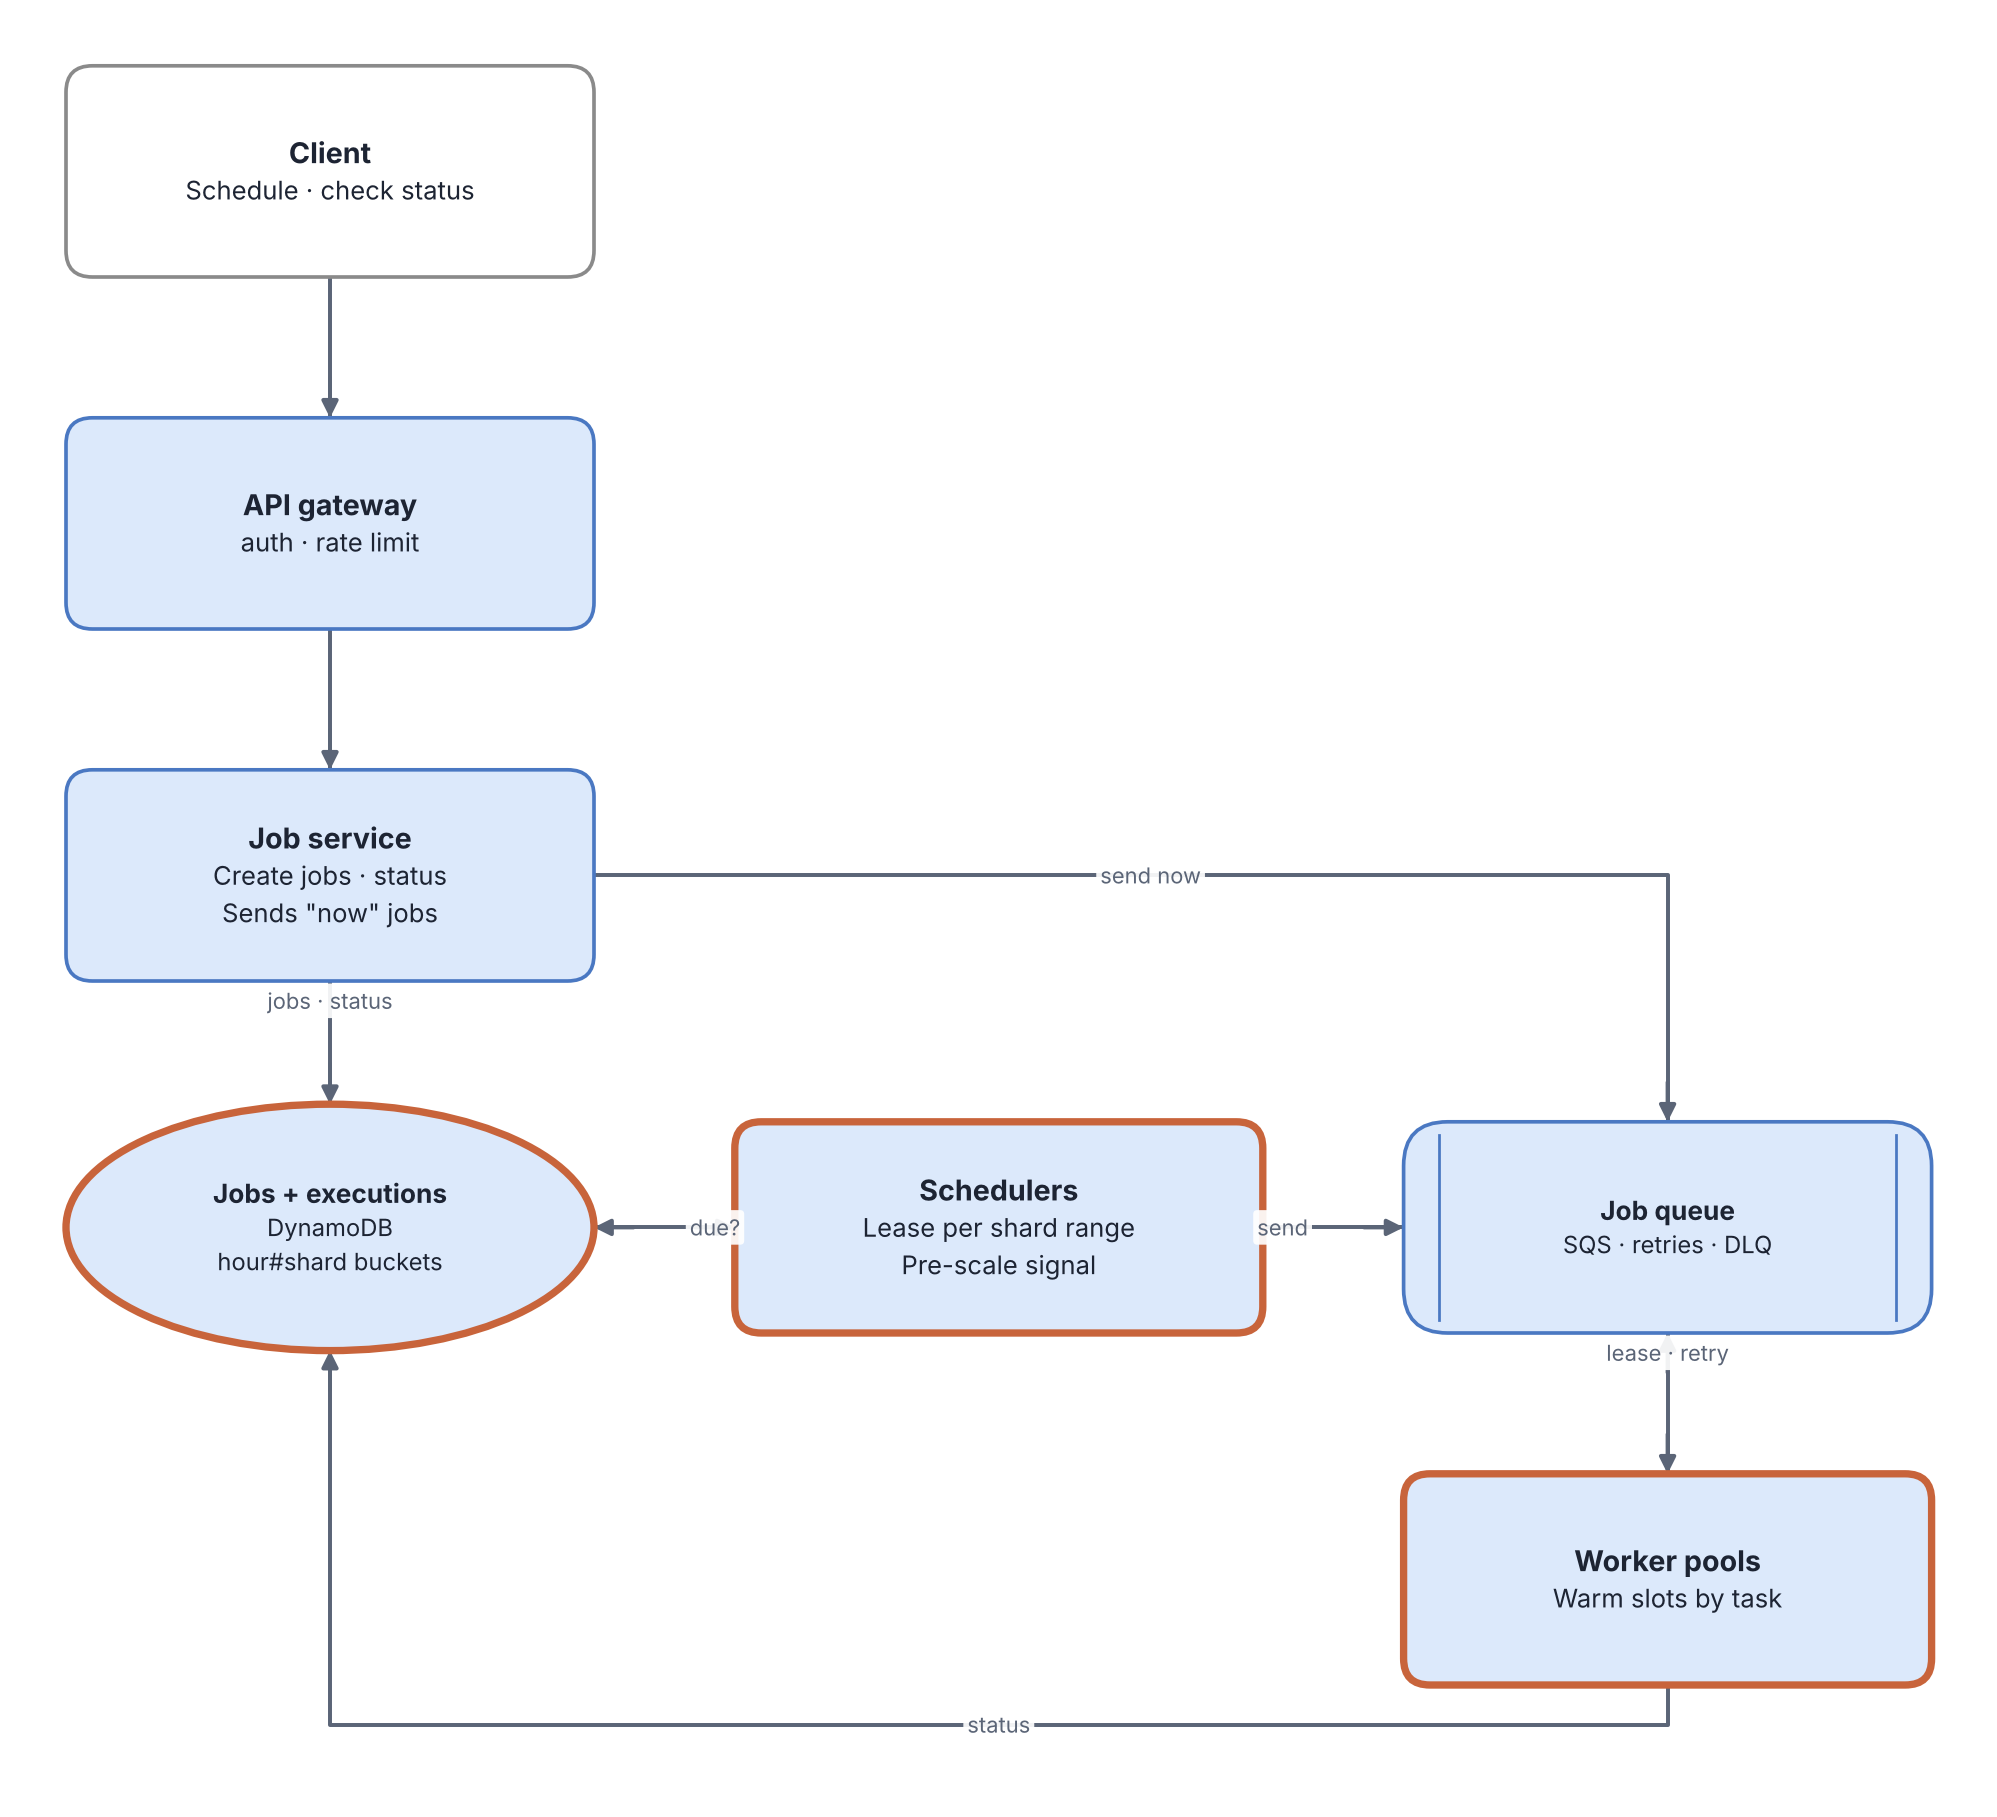 Client
Schedule · check status
API gateway
auth · rate limit
Job service
Create jobs · status
Sends "now" jobs
send now
jobs · status
Jobs + executions
DynamoDB
hour#shard buckets
due?
Schedulers
Lease per shard range
Pre-scale signal
send
Job queue
SQS · retries · DLQ
lease · retry
Worker pools
Warm slots by task
status